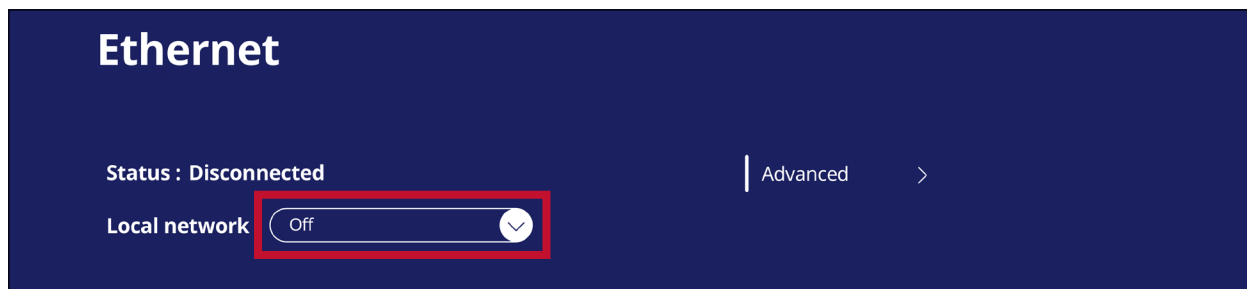 Ethernet
Status : Disconnected
Advanced
Local network
Off